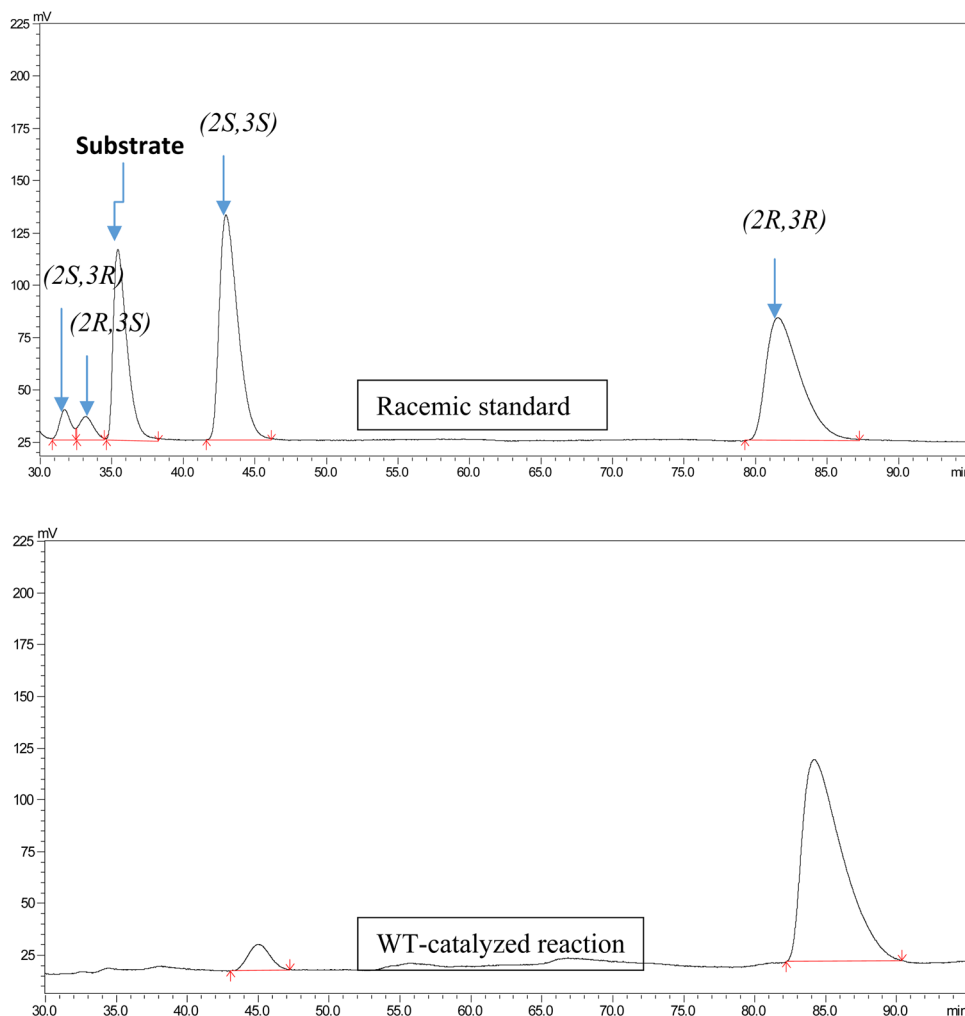 mV
225
200
175
150
125
100
75
50
25
(2S,3S)
Substrate
(2R,3R)
(2S,3R)
(2R,3S)
Racemic standard
30.0 35.0 40.0 45.0 50.0 55.0 60.0 65.0 70.0 75.0 80.0 85.0 90.0 min
mV
225
200
175
150
125
100
75
50
25
WT-catalyzed reaction
30.0 35.0 40.0 45.0 50.0 55.0 60.0 65.0 70.0 75.0 80.0 85.0 90.0 min